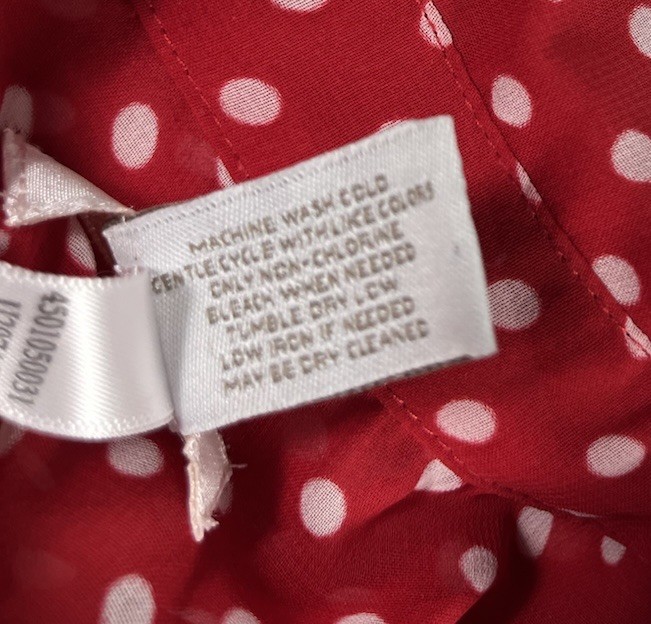 MACHINE WASH COLD
GENTLE CYCLE WITH LIKE COLORS
ONLY NON-CHLORINE
BLEACH WHEN NEEDED
TUMBLE DRY LOW
LOW IRON IF NEEDED
MAY BE DRY CLEANED
4501050031